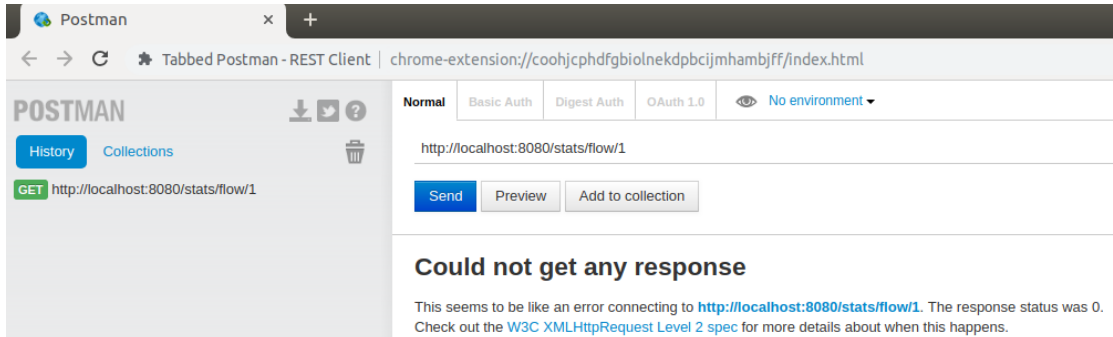 Postman
Tabbed Postman - REST Client | chrome-extension://coohjcphdfgbiolnekdpbcijmhambjff/index.html
POSTMAN
History Collections
GET http://localhost:8080/stats/flow/1
Normal Basic Auth Digest Auth OAuth 1.0 No environment
http://localhost:8080/stats/flow/1
Send Preview Add to collection
Could not get any response
This seems to be like an error connecting to http://localhost:8080/stats/flow/1. The response status was 0.
Check out the W3C XMLHttpRequest Level 2 spec for more details about when this happens.